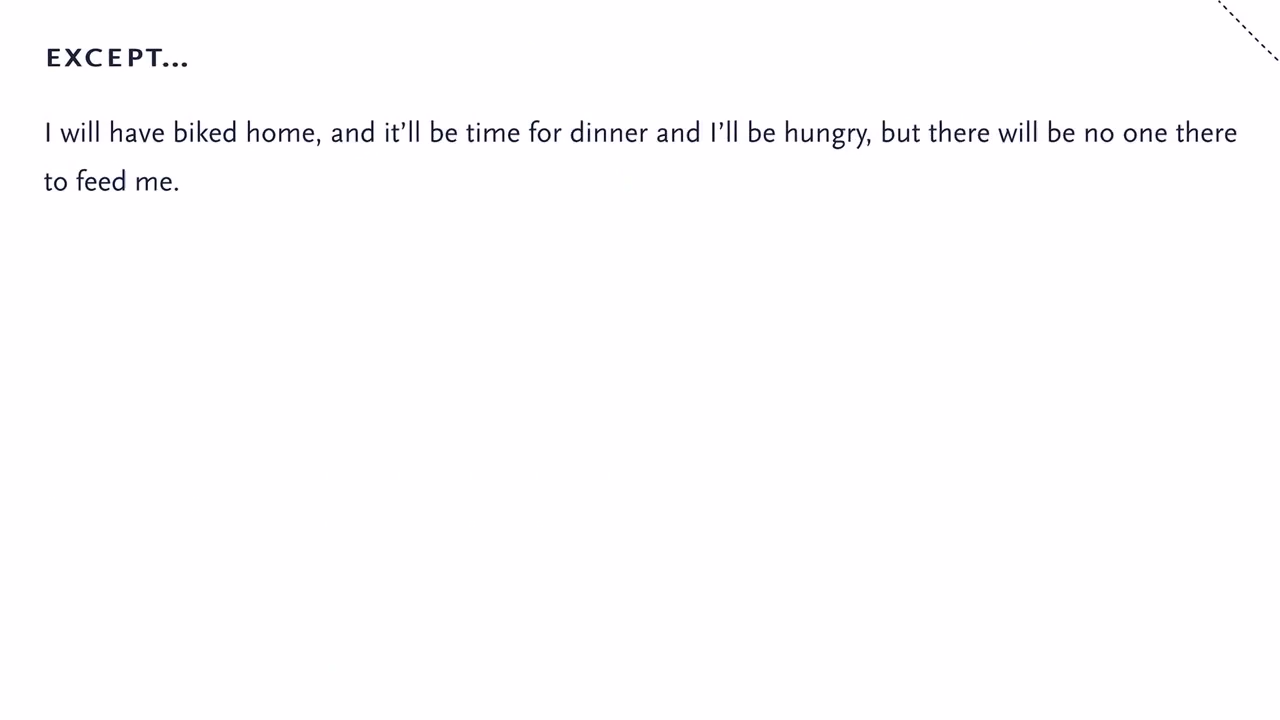 EXCEPT...
I will have biked home, and it’ll be time for dinner and I’ll be hungry, but there will be no one there
to feed me.